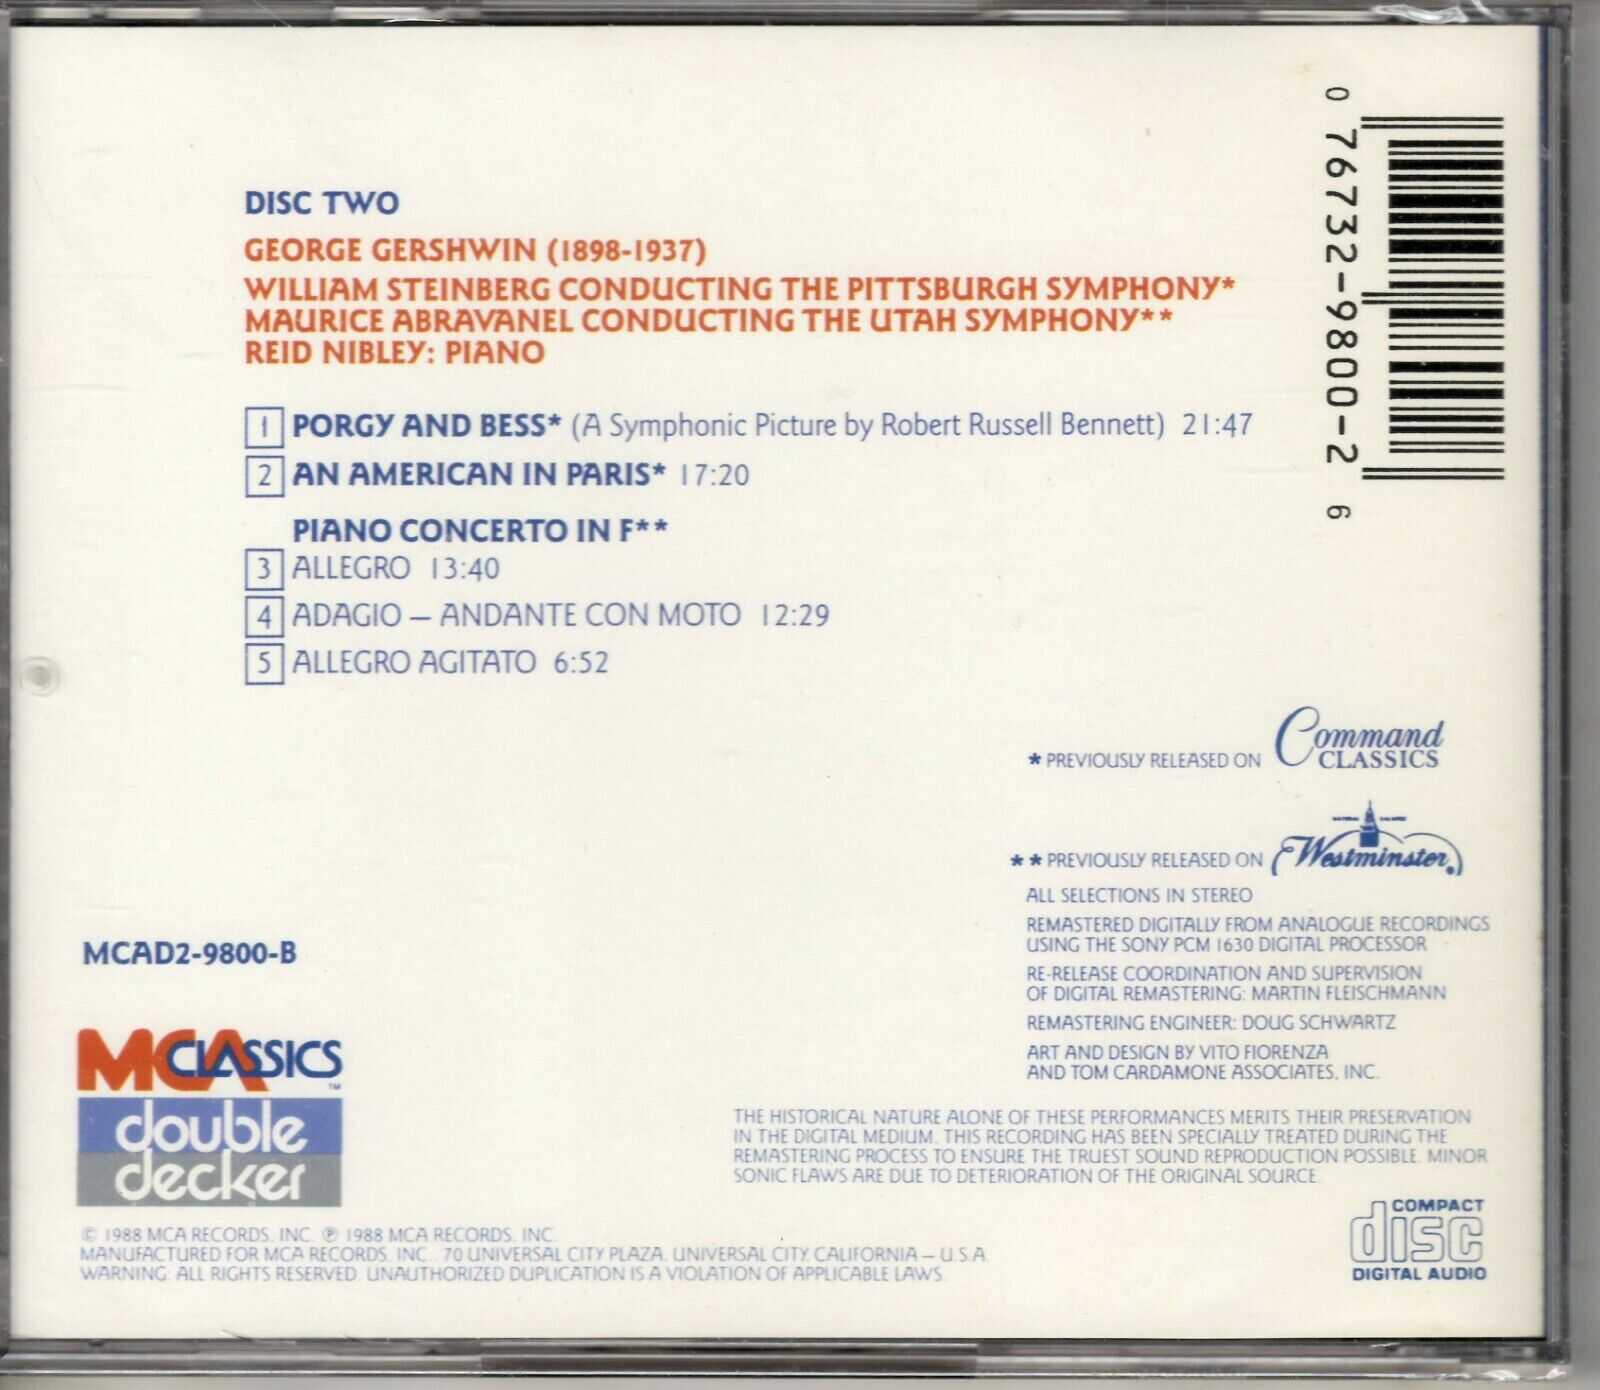 DISC TWO
GEORGE GERSHWIN (1898-1937)
WILLIAM STEINBERG CONDUCTING THE PITTSBURGH SYMPHONY*
MAURICE ABRAVANEL CONDUCTING THE UTAH SYMPHONY**
REID NIBLEY: PIANO
1 PORGY AND BESS* (A Symphonic Picture by Robert Russell Bennett) 21:47
2 AN AMERICAN IN PARIS* 17:20
PIANO CONCERTO IN F**
3 ALLEGRO 13:40
4 ADAGIO – ANDANTE CON MOTO 12:29
5 ALLEGRO AGITATO 6:52
0 76732-9800-2 6
* PREVIOUSLY RELEASED ON Command CLASSICS
** PREVIOUSLY RELEASED ON Westminster
ALL SELECTIONS IN STEREO
REMASTERED DIGITALLY FROM ANALOGUE RECORDINGS
USING THE SONY PCM 1630 DIGITAL PROCESSOR
RE-RELEASE COORDINATION AND SUPERVISION
OF DIGITAL REMASTERING: MARTIN FLEISCHMANN
REMASTERING ENGINEER: DOUG SCHWARTZ
ART AND DESIGN BY VITO FIORENZA
AND TOM CARDAMONE ASSOCIATES, INC.
MCAD2-9800-B
MCA CLASSICS ™
double
decker
THE HISTORICAL NATURE ALONE OF THESE PERFORMANCES MERITS THEIR PRESERVATION
IN THE DIGITAL MEDIUM. THIS RECORDING HAS BEEN SPECIALLY TREATED DURING THE
REMASTERING PROCESS TO ENSURE THE TRUEST SOUND REPRODUCTION POSSIBLE. MINOR
SONIC FLAWS ARE DUE TO DETERIORATION OF THE ORIGINAL SOURCE.
© 1988 MCA RECORDS, INC. ℗ 1988 MCA RECORDS, INC.
MANUFACTURED FOR MCA RECORDS, INC., 70 UNIVERSAL CITY PLAZA, UNIVERSAL CITY, CALIFORNIA – U.S.A.
WARNING: ALL RIGHTS RESERVED. UNAUTHORIZED DUPLICATION IS A VIOLATION OF APPLICABLE LAWS.
COMPACT
disc
DIGITAL AUDIO